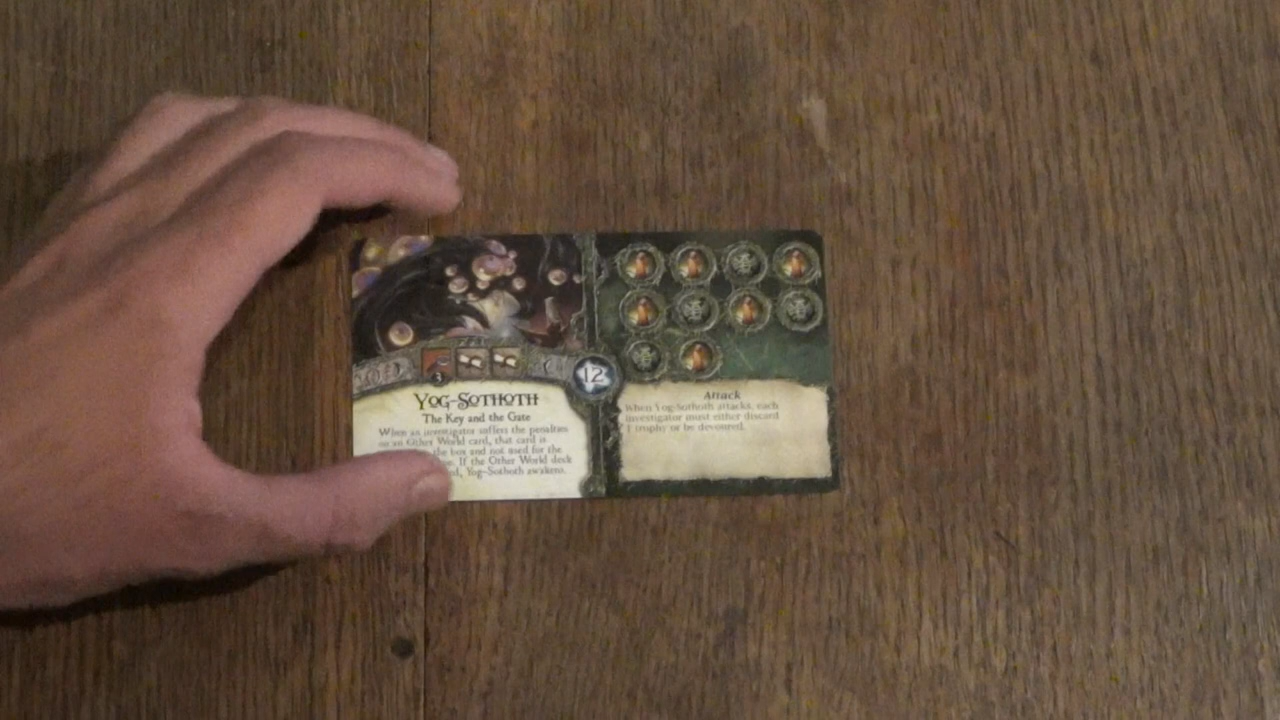 3
12
YOG-SOTHOTH
The Key and the Gate
When an investigator suffers the penalties
on an Other World card, that card is
the box and not used for the
If the Other World deck
Yog-Sothoth awakens.
Attack
When Yog-Sothoth attacks, each
investigator must either discard
1 trophy or be devoured.